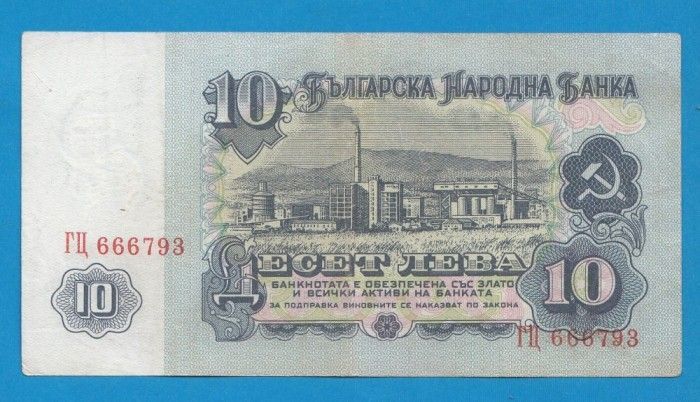 10 БЪЛГАРСКА НАРОДНА БАНКА
ГЦ 666793
ДЕСЕТ ЛЕВА
БАНКНОТАТА Е ОБЕЗПЕЧЕНА СЪС ЗЛАТО
И ВСИЧКИ АКТИВИ НА БАНКАТА
ЗА ПОДПРАВКА ВИНОВНИТЕ СЕ НАКАЗВАТ ПО ЗАКОНА
10
10
ГЦ 666793